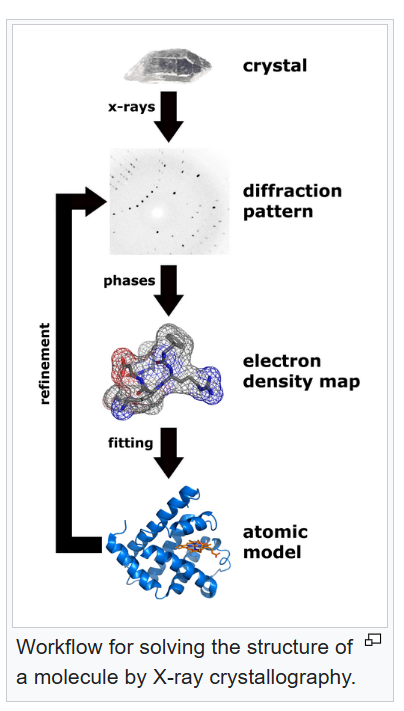 crystal
x-rays
diffraction
pattern
phases
electron
density map
refinement
fitting
atomic
model
Workflow for solving the structure of
a molecule by X-ray crystallography.